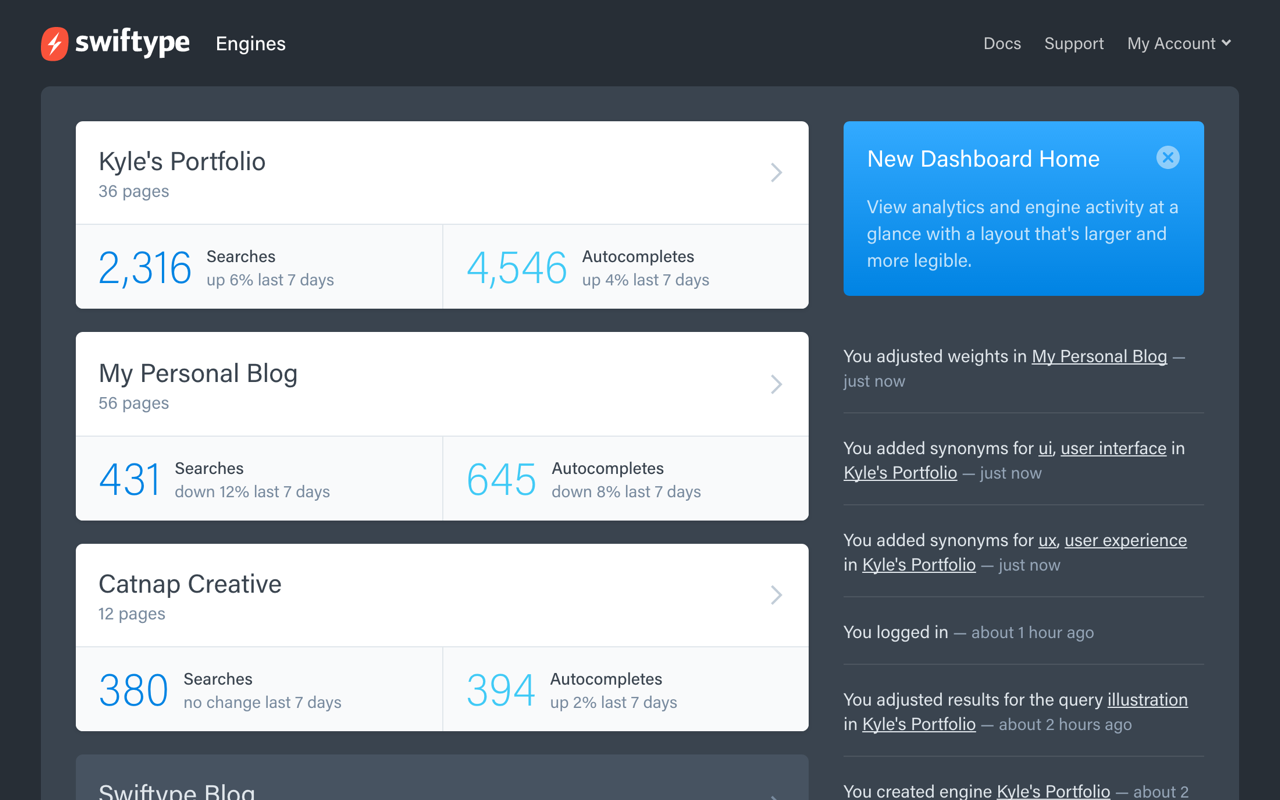 swiftype
Engines
Docs
Support
My Account
Kyle's Portfolio
36 pages
2,316
Searches
up 6% last 7 days
4,546
Autocompletes
up 4% last 7 days
My Personal Blog
56 pages
431
Searches
down 12% last 7 days
645
Autocompletes
down 8% last 7 days
Catnap Creative
12 pages
380
Searches
no change last 7 days
394
Autocompletes
up 2% last 7 days
Swiftype Blog
New Dashboard Home
View analytics and engine activity at a
glance with a layout that's larger and
more legible.
You adjusted weights in My Personal Blog —
just now
You added synonyms for ui, user interface in
Kyle's Portfolio — just now
You added synonyms for ux, user experience
in Kyle's Portfolio — just now
You logged in — about 1 hour ago
You adjusted results for the query illustration
in Kyle's Portfolio — about 2 hours ago
You created engine Kyle's Portfolio — about 2